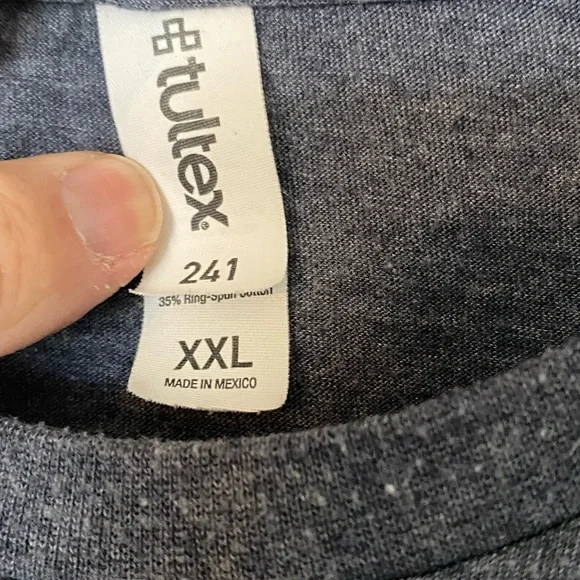 tultex®
241
35% Ring-Spun Cotton
XXL
MADE IN MEXICO